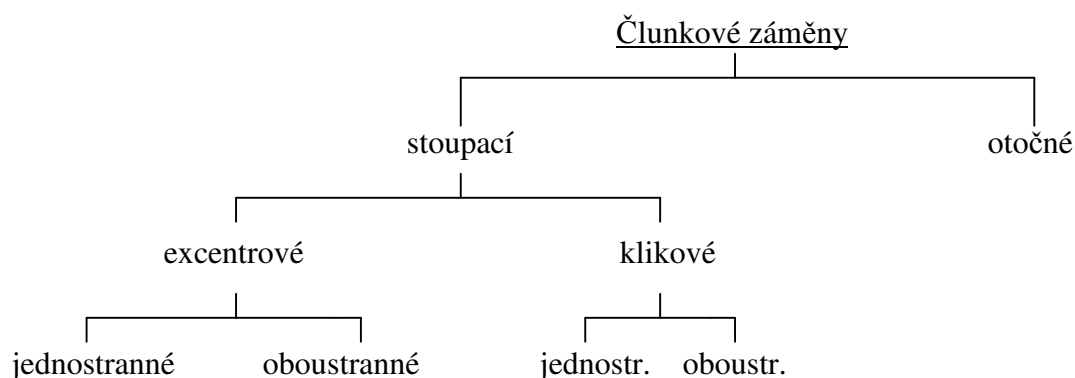 Člunkové záměny
stoupací otočné
excentrové klikové
jednostranné oboustranné jednostr. oboustr.